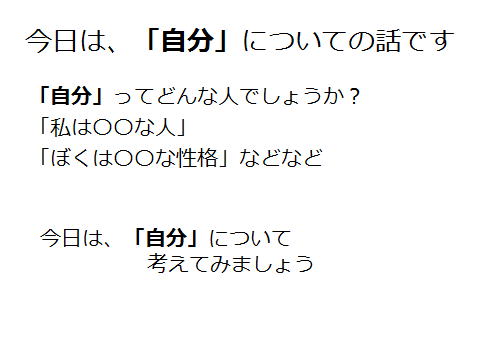 今日は、「自分」についての話です
「自分」ってどんな人でしょうか？
「私は〇〇な人」
「ぼくは〇〇な性格」などなど
今日は、「自分」について
考えてみましょう